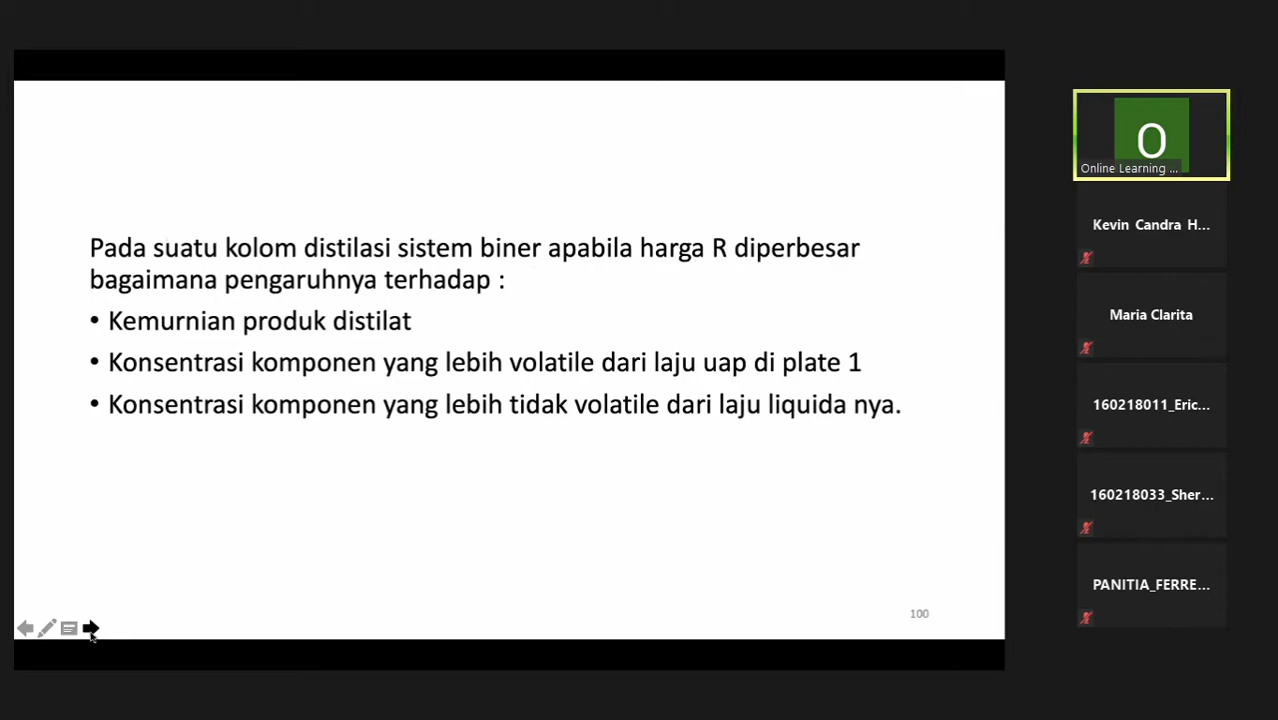 Pada suatu kolom distilasi sistem biner apabila harga R diperbesar
bagaimana pengaruhnya terhadap :
• Kemurnian produk distilat
• Konsentrasi komponen yang lebih volatile dari laju uap di plate 1
• Konsentrasi komponen yang lebih tidak volatile dari laju liquida nya.
100
O
Online Learning ...
Kevin Candra H...
Maria Clarita
160218011_Eric...
160218033_Sher...
PANITIA_FERRE...